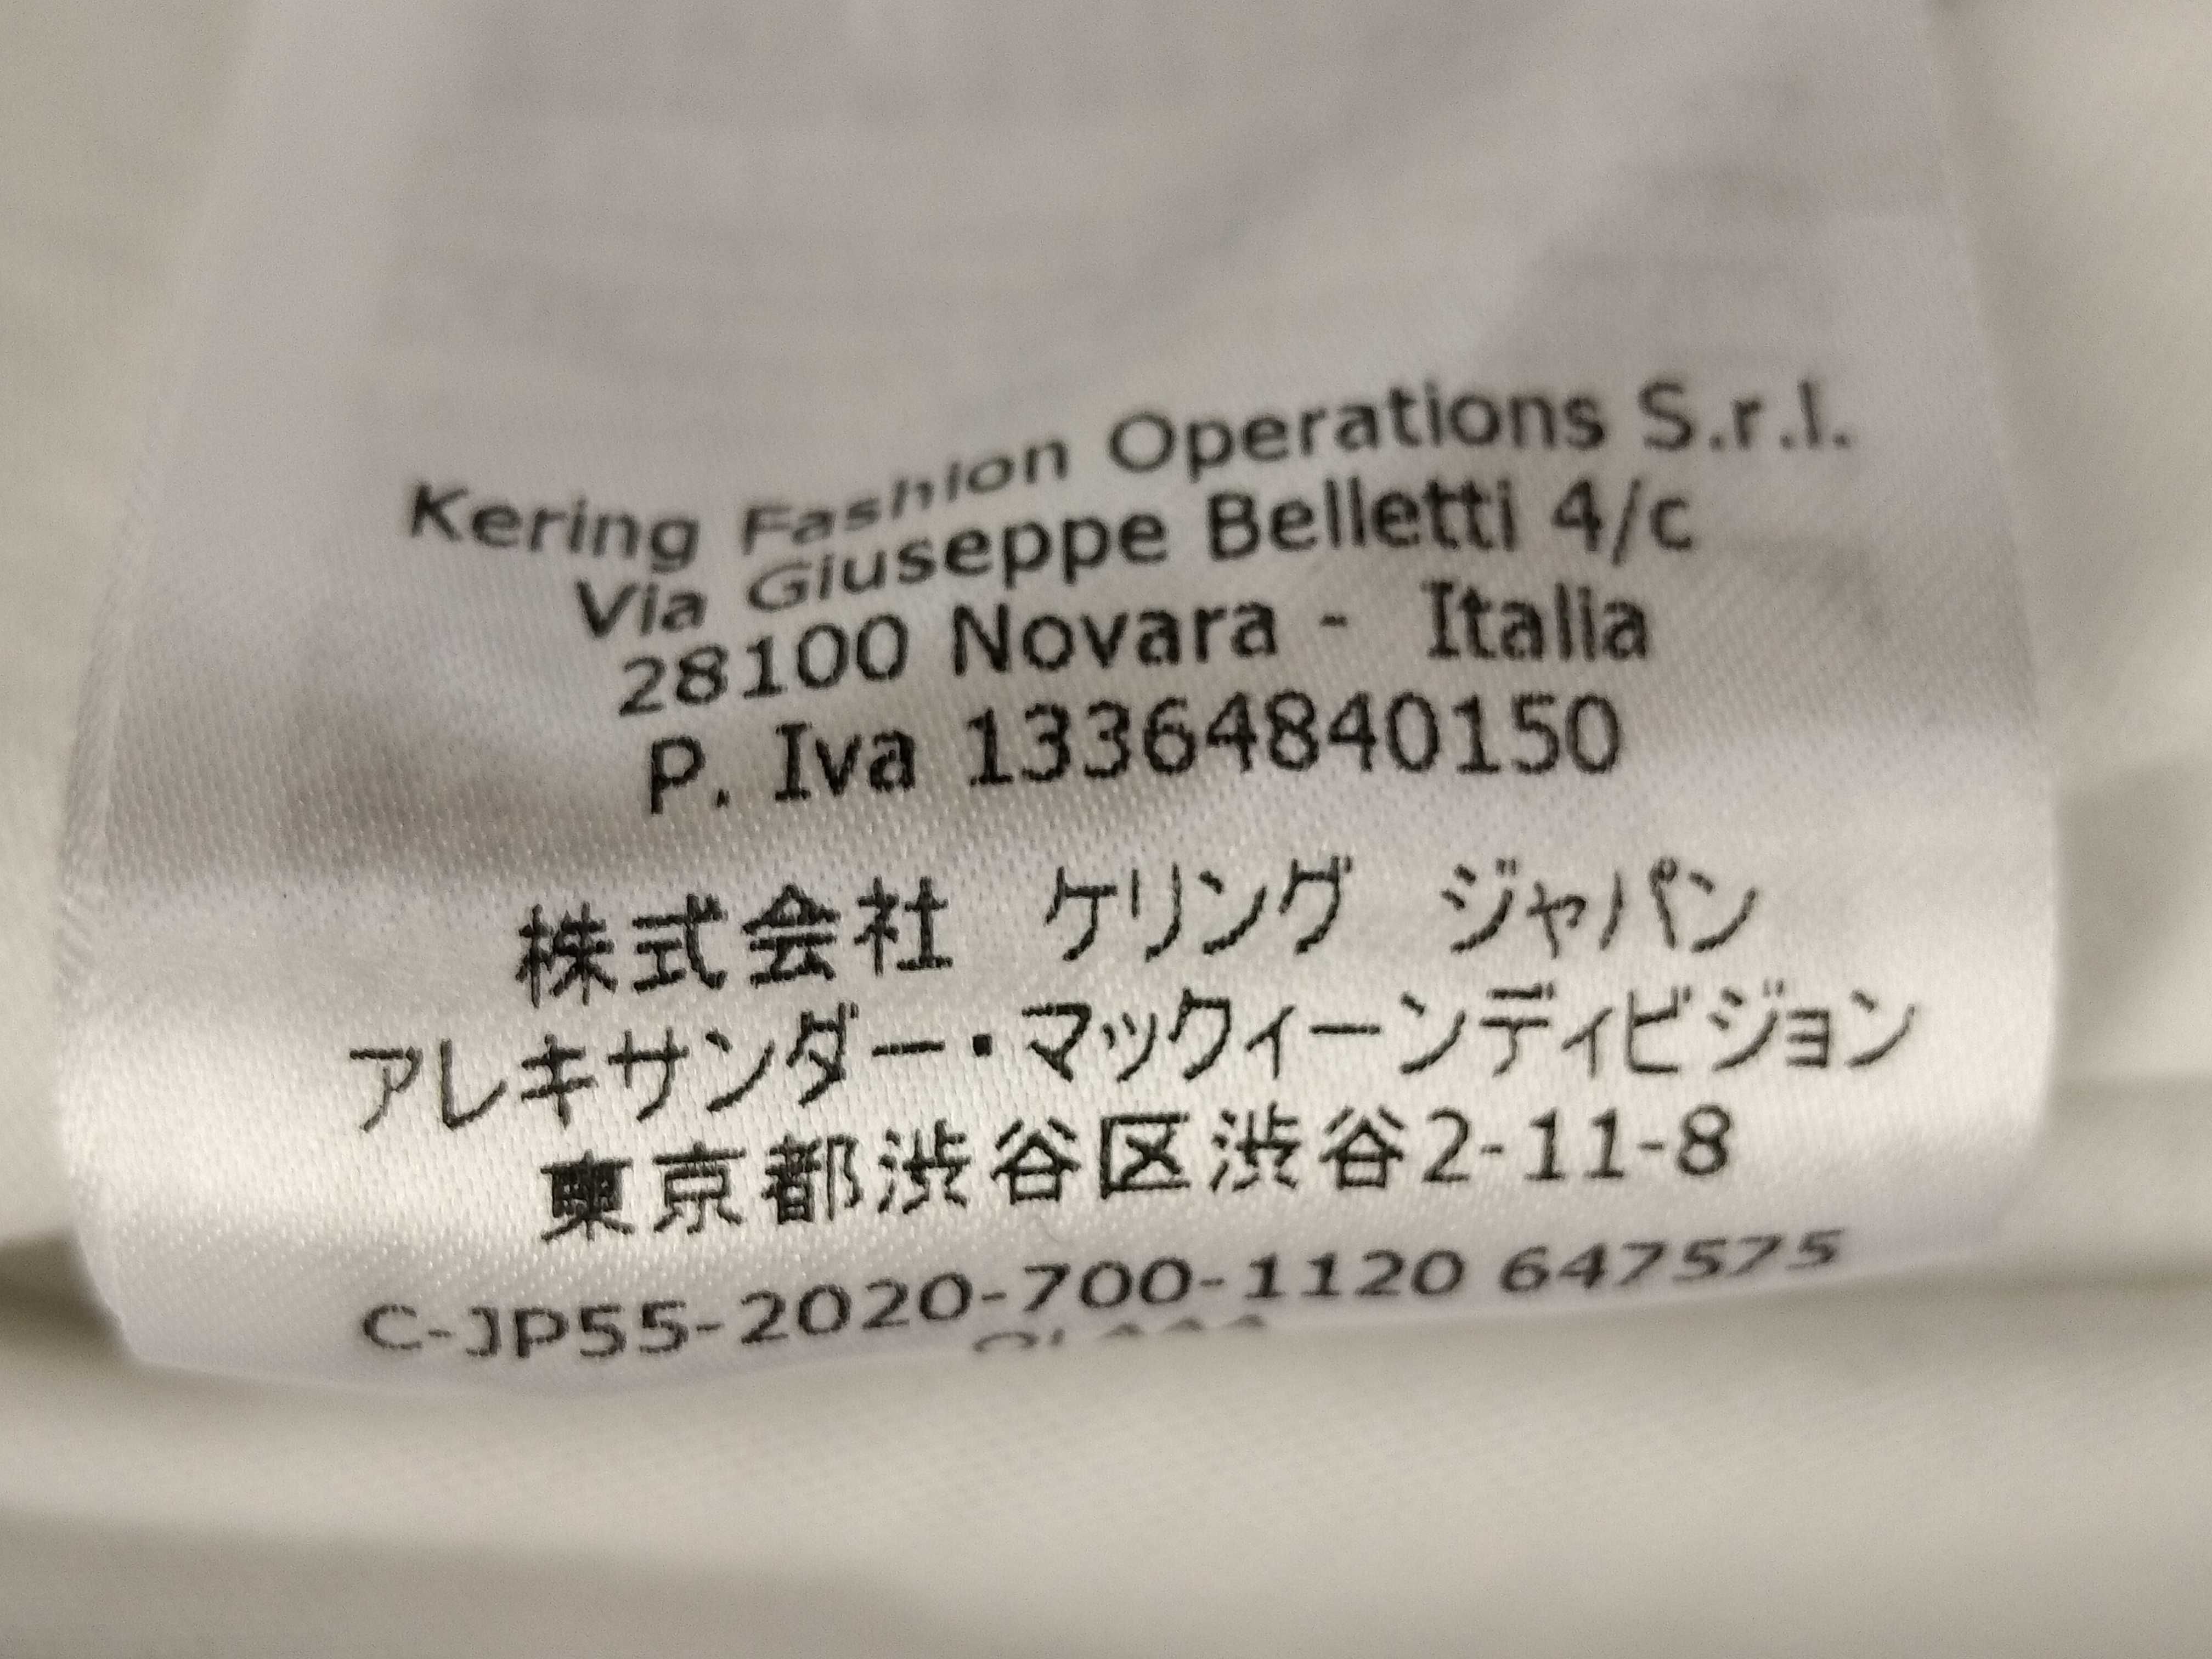 Kering Fashion Operations S.r.l.
Via Giuseppe Belletti 4/c
28100 Novara - Italia
P. Iva 13364840150
株式会社 ケリング ジャパン
アレキサンダー・マックィーンディビジョン
東京都渋谷区渋谷2-11-8
C-JP55-2020-700-1120 647575